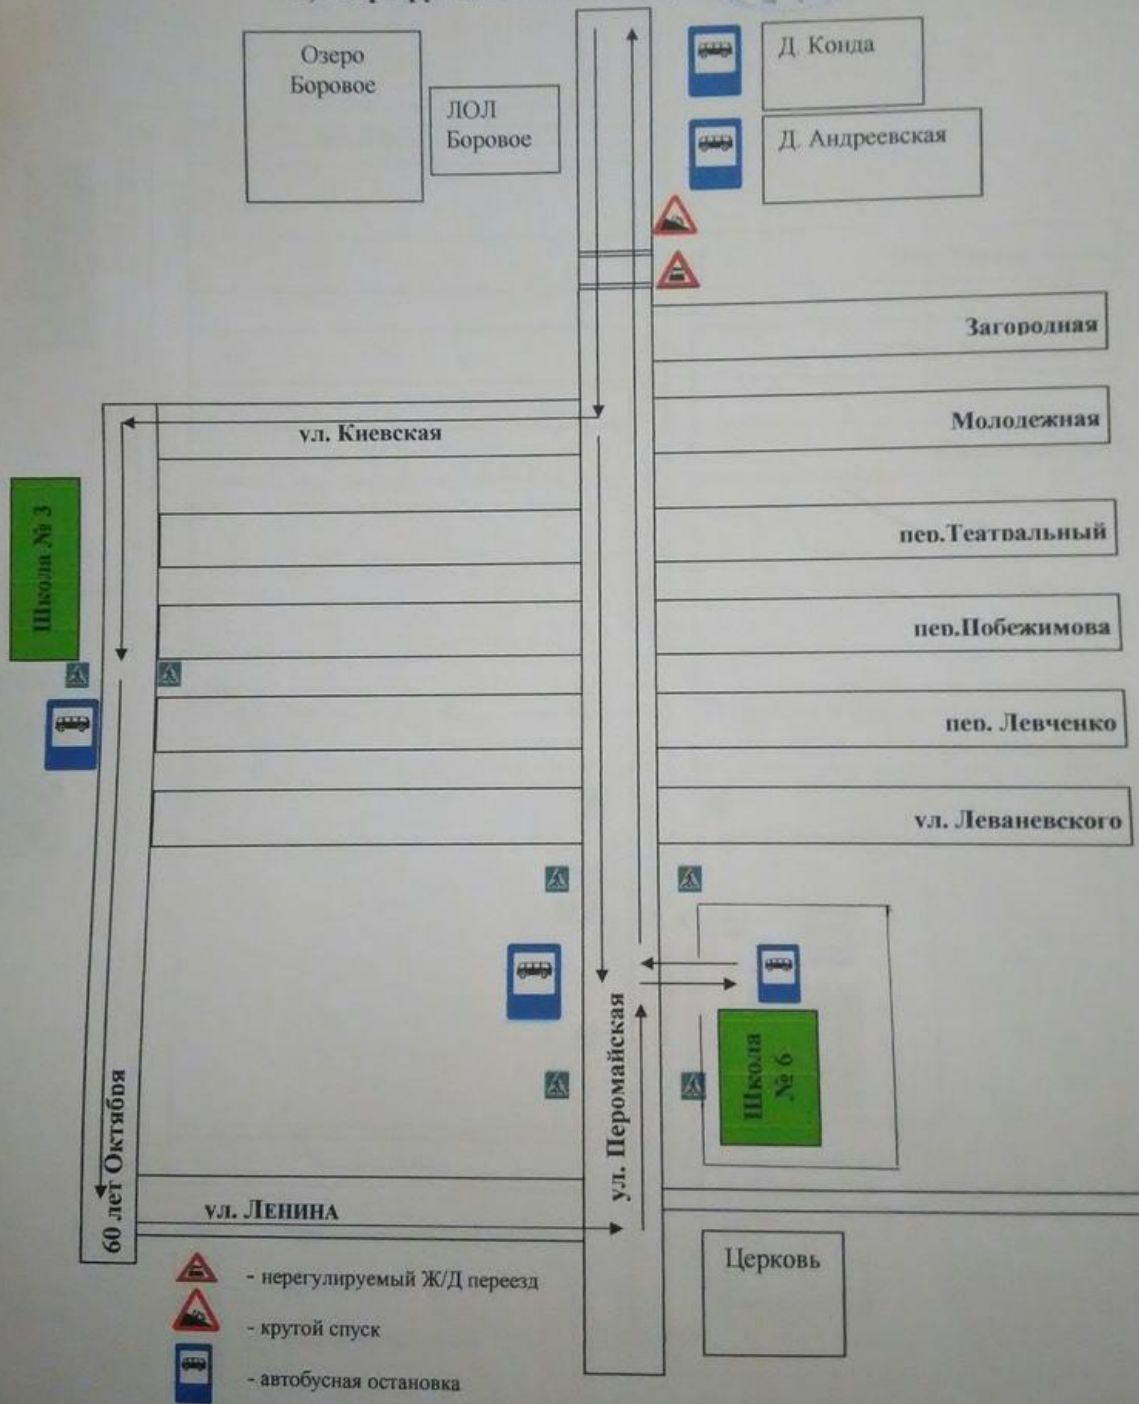 Озеро
Боровое
ЛОЛ
Боровое
Д. Конда
Д. Андреевская
Загородная
Молодежная
ул. Киевская
Школа № 3
пер.Театральный
пер.Побежимова
пер. Левченко
ул. Леваневского
Школа
№ 6
ул. Перомайская
60 лет Октября
ул. ЛЕНИНА
Церковь
- нерегулируемый Ж/Д переезд
- крутой спуск
- автобусная остановка